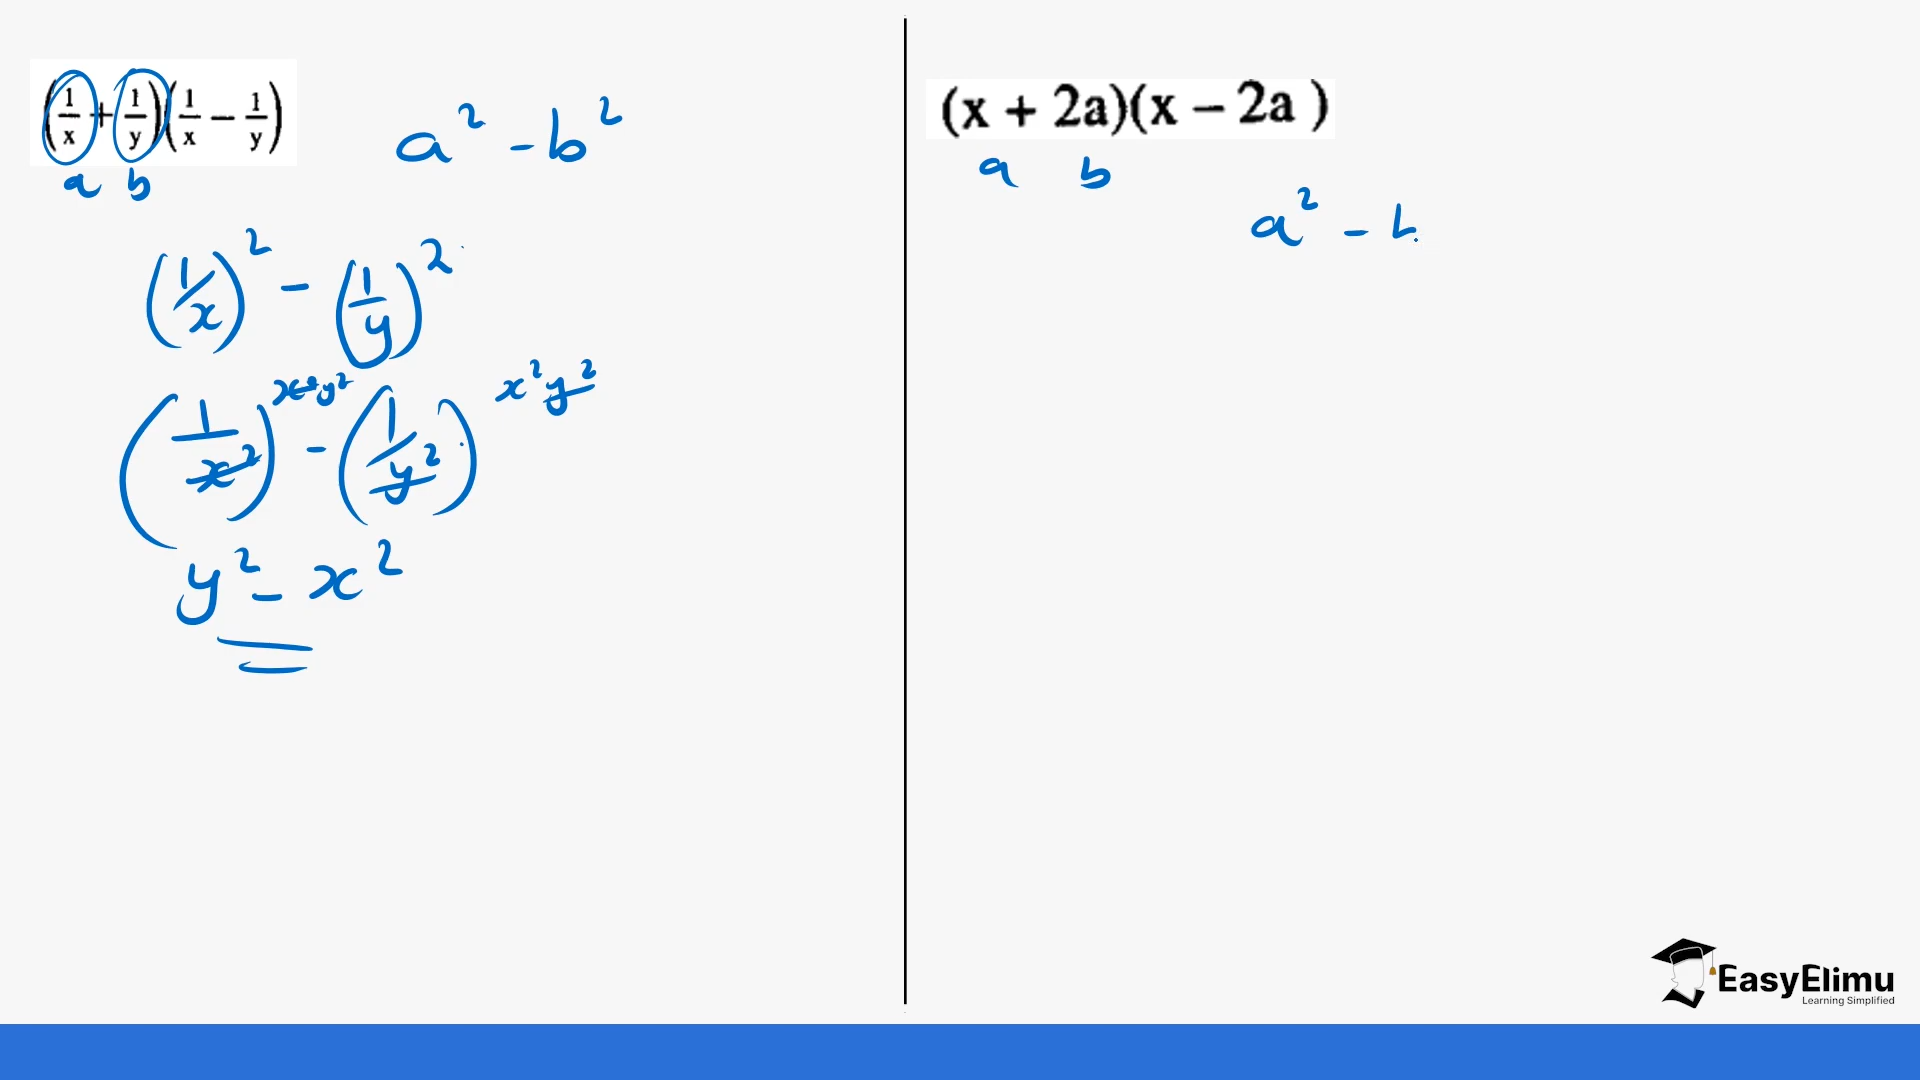 (1/x + 1/y)(1/x − 1/y)
a b
a² - b²
(1/x)² - (1/y)²
(1/x²) x²y² - (1/y²) x²y²
y² - x²
(x + 2a)(x − 2a )
a b
a² -
EasyElimu
Learning Simplified